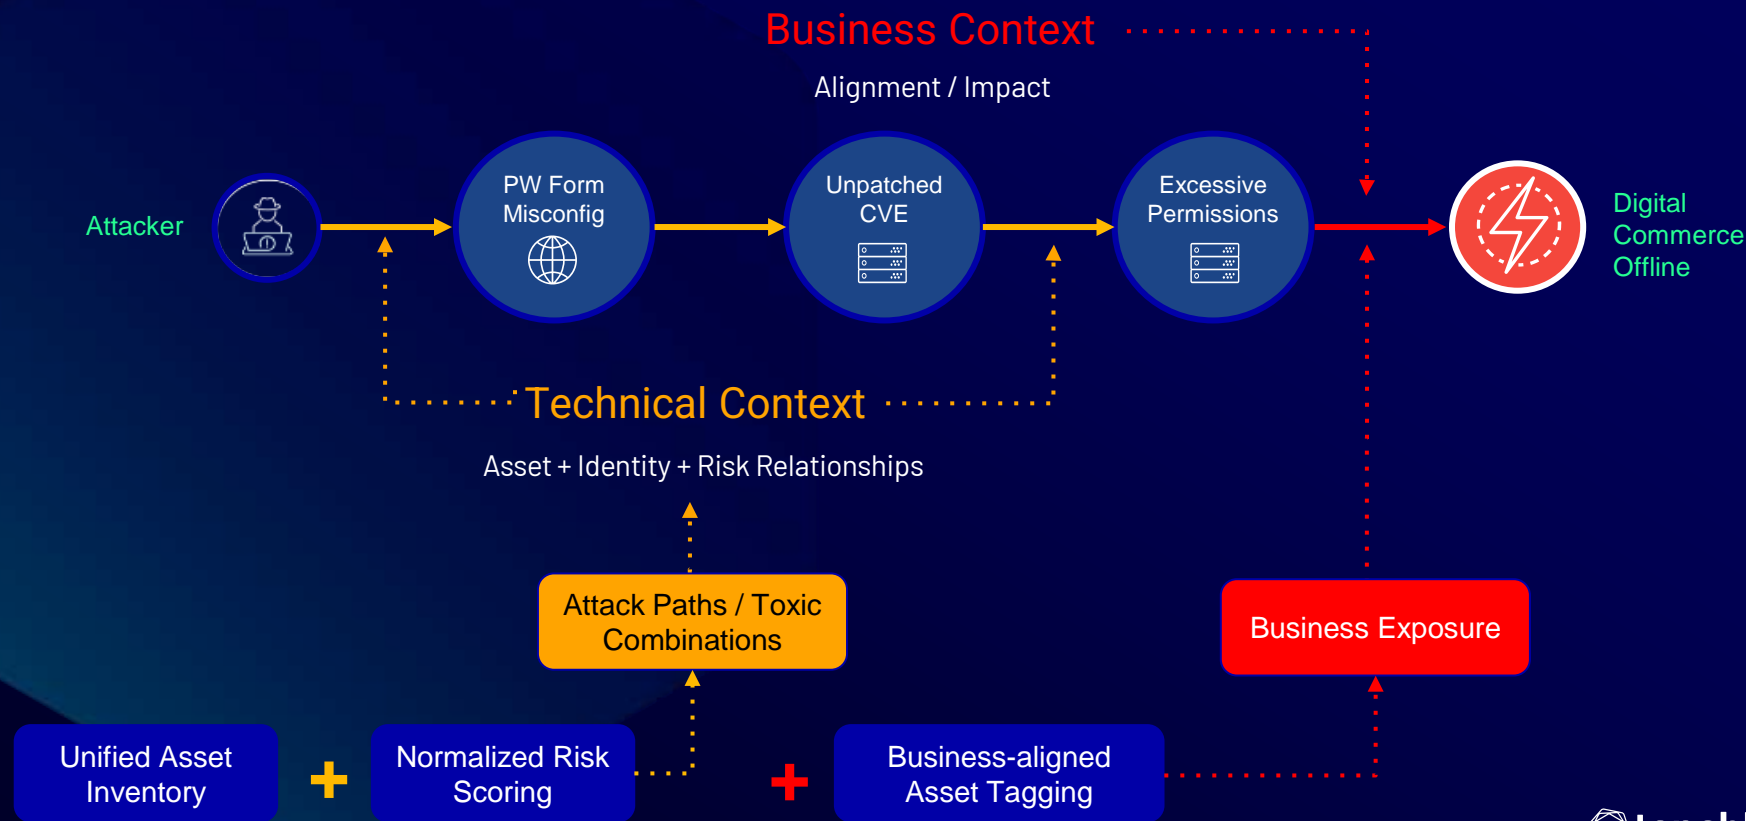 Business Context
Alignment / Impact
Attacker
PW Form
Misconfig
Unpatched
CVE
Excessive
Permissions
Digital
Commerce
Offline
Technical Context
Asset + Identity + Risk Relationships
Attack Paths / Toxic
Combinations
Business Exposure
Unified Asset
Inventory
Normalized Risk
Scoring
Business-aligned
Asset Tagging